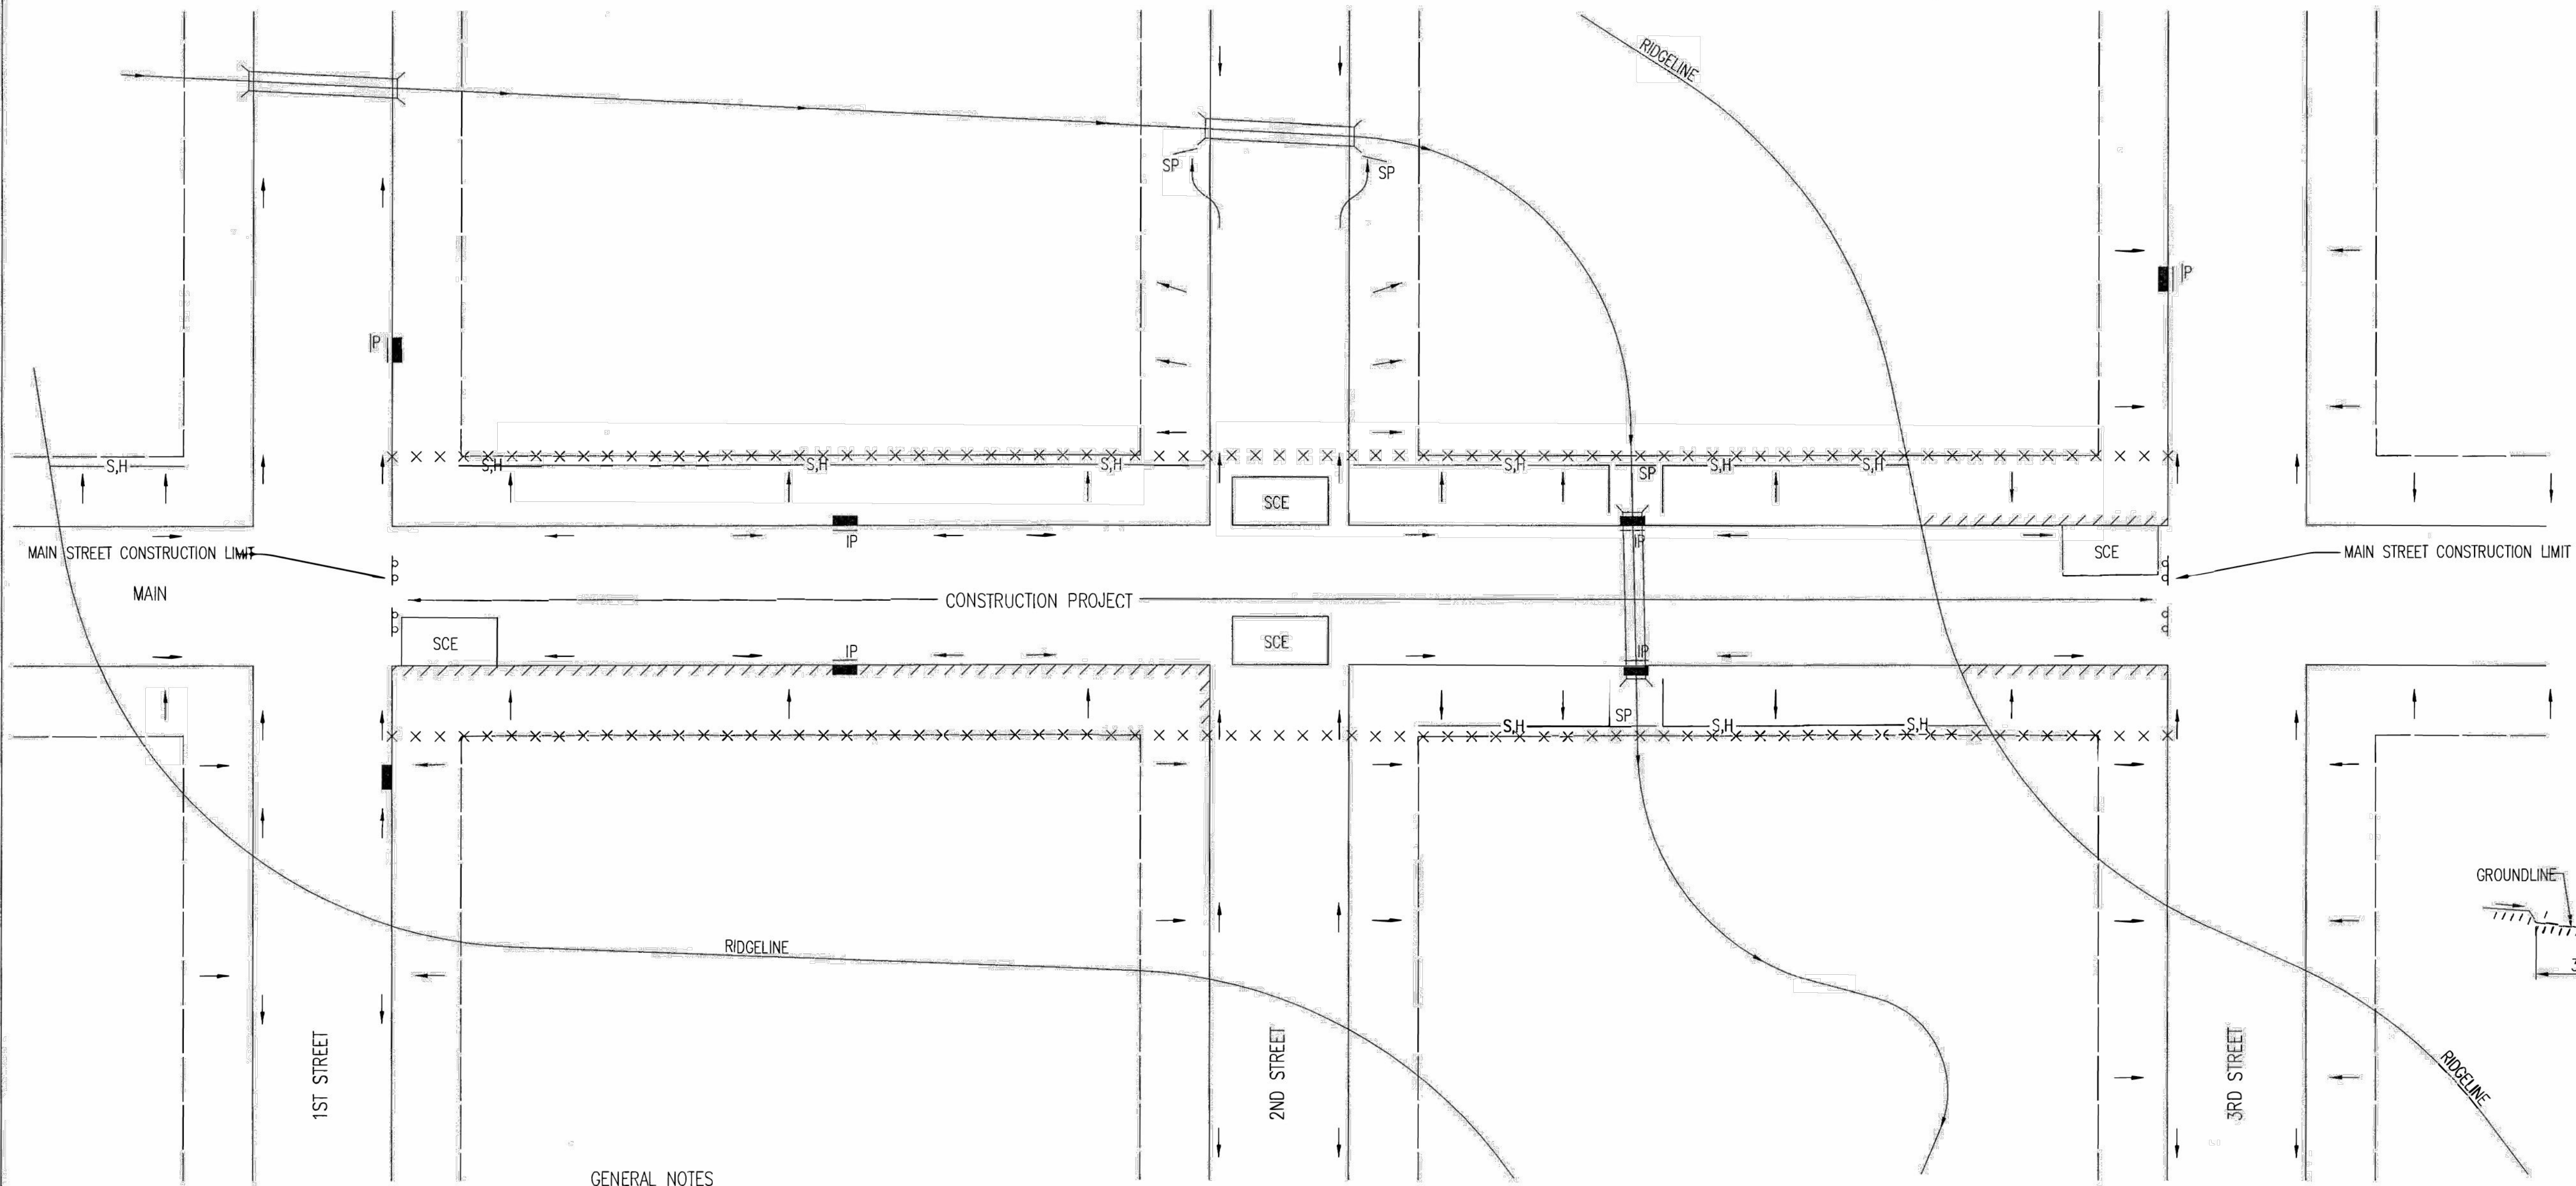 RIDGELINE
SP
SP
IP
IP
S,H
S,H
S,H
S,H
S,H
SP
S,H
S,H
SCE
IP
IP
MAIN STREET CONSTRUCTION LIMIT
SCE
MAIN STREET CONSTRUCTION LIMIT
MAIN
CONSTRUCTION PROJECT
SCE
IP
SCE
IP
S,H
SP
S,H
S,H
GROUNDLINE
RIDGELINE
1ST STREET
2ND STREET
3RD STREET
RIDGELINE
GENERAL NOTES